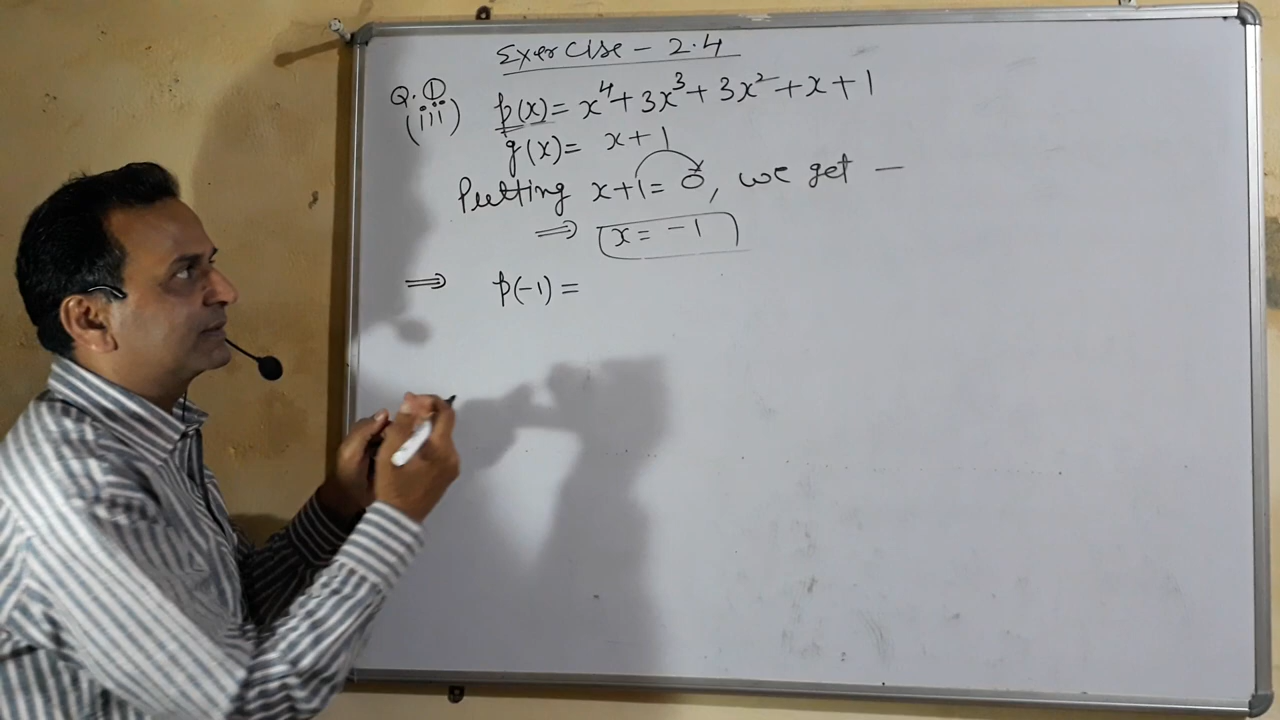 Exercise - 2.4
Q. ①
(iii) p(x) = x⁴ + 3x³ + 3x² + x + 1
g(x) = x + 1
Putting x+1 = 0, we get —
⇒ x = -1
⇒ p(-1) =